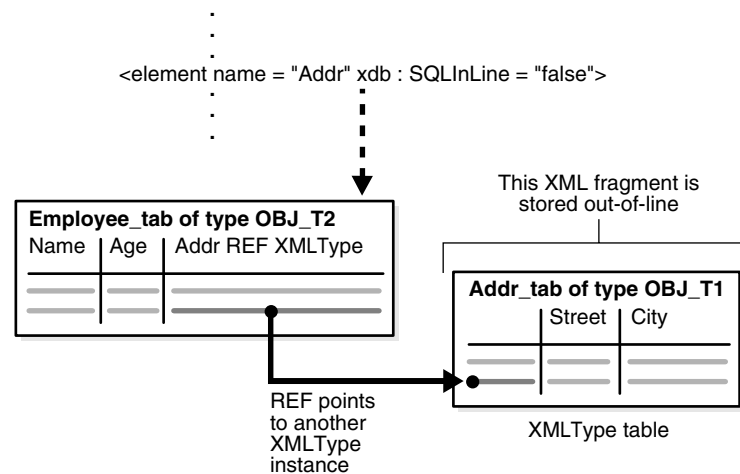 <element name = "Addr" xdb : SQLInLine = "false">
This XML fragment is
stored out-of-line
Employee_tab of type OBJ_T2
Name Age Addr REF XMLType
Addr_tab of type OBJ_T1
Street City
REF points
to another
XMLType
instance
XMLType table